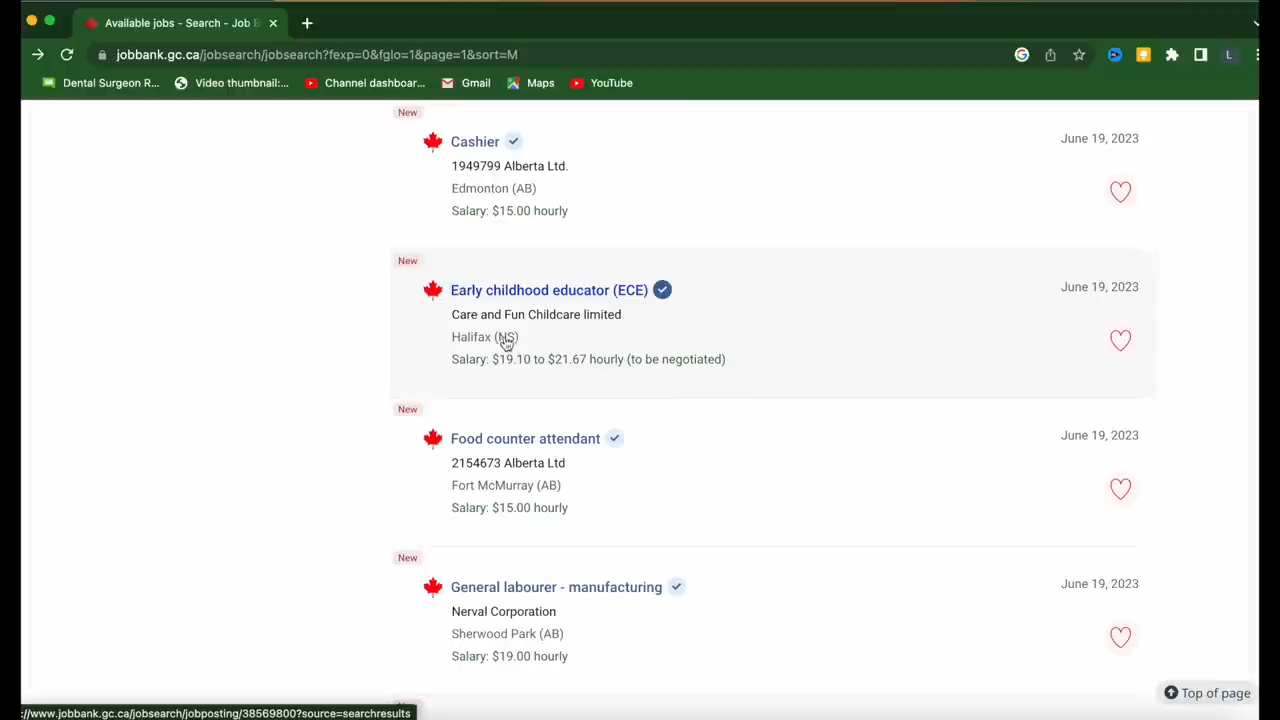 Available jobs - Search - Job B
jobbank.gc.ca/jobsearch/jobsearch?fexp=0&fglo=1&page=1&sort=M
L
Dental Surgeon R...
Video thumbnail:...
Channel dashboar...
Gmail
Maps
YouTube
New
Cashier
June 19, 2023
1949799 Alberta Ltd.
Edmonton (AB)
Salary: $15.00 hourly
New
Early childhood educator (ECE)
June 19, 2023
Care and Fun Childcare limited
Halifax (NS)
Salary: $19.10 to $21.67 hourly (to be negotiated)
New
Food counter attendant
June 19, 2023
2154673 Alberta Ltd
Fort McMurray (AB)
Salary: $15.00 hourly
New
General labourer - manufacturing
June 19, 2023
Nerval Corporation
Sherwood Park (AB)
Salary: $19.00 hourly
Top of page
://www.jobbank.gc.ca/jobsearch/jobposting/38569800?source=searchresults